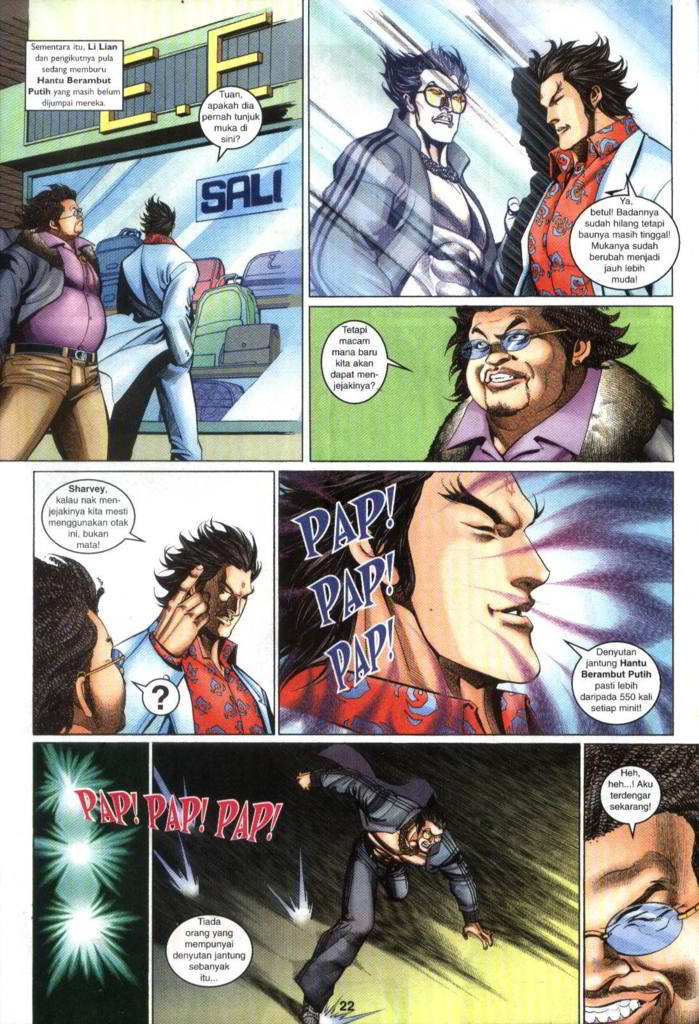 Sementara itu, Li Lian
dan pengikutnya pula
sedang memburu
Hantu Berambut
Putih yang masih belum
dijumpai mereka.
E.F
Tuan,
apakah dia
pernah tunjuk
muka di
sini?
SALI
Ya,
betul! Badannya
sudah hilang tetapi
baunya masih tinggal!
Mukanya sudah
berubah menjadi
jauh lebih
muda!
Tetapi
macam
mana baru
kita akan
dapat men-
jejakinya?
Sharvey,
kalau nak men-
jejakinya kita mesti
menggunakan otak
ini, bukan
mata!
?
PAP!
PAP!
PAP!
Denyutan
jantung Hantu
Berambut Putih
pasti lebih
daripada 550 kali
setiap minit!
PAP! PAP! PAP!
Tiada
orang yang
mempunyai
denyutan jantung
sebanyak
itu...
Heh,
heh...! Aku
terdengar
sekarang!
22